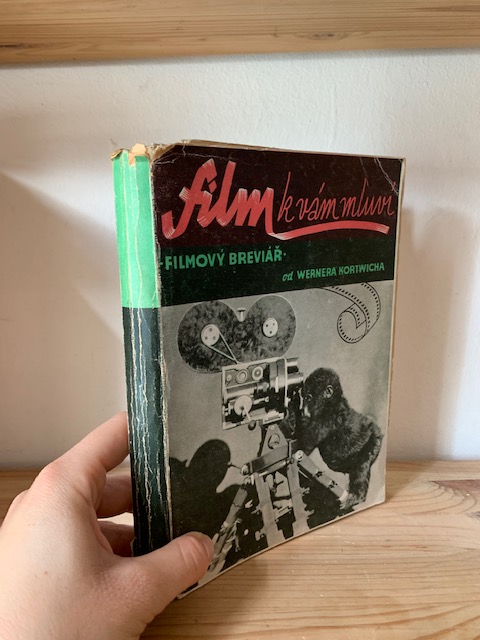 film k vám mluví
·FILMOVÝ BREVIÁŘ·
od WERNERA KORTWICHA